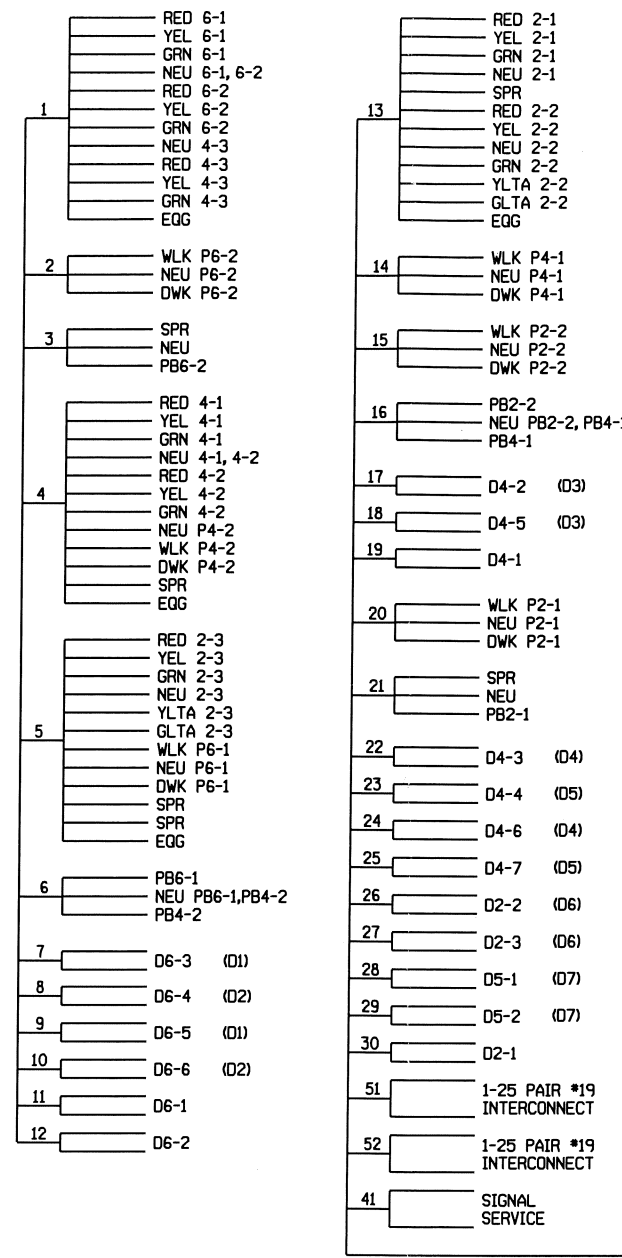 1
RED 6-1
YEL 6-1
GRN 6-1
NEU 6-1, 6-2
RED 6-2
YEL 6-2
GRN 6-2
NEU 4-3
RED 4-3
YEL 4-3
GRN 4-3
EQG
2
WLK P6-2
NEU P6-2
DWK P6-2
3
SPR
NEU
PB6-2
4
RED 4-1
YEL 4-1
GRN 4-1
NEU 4-1, 4-2
RED 4-2
YEL 4-2
GRN 4-2
NEU P4-2
WLK P4-2
DWK P4-2
SPR
EQG
5
RED 2-3
YEL 2-3
GRN 2-3
NEU 2-3
YLTA 2-3
GLTA 2-3
WLK P6-1
NEU P6-1
DWK P6-1
SPR
SPR
EQG
6
PB6-1
NEU PB6-1,PB4-2
PB4-2
7 D6-3 (D1)
8 D6-4 (D2)
9 D6-5 (D1)
10 D6-6 (D2)
11 D6-1
12 D6-2
13
RED 2-1
YEL 2-1
GRN 2-1
NEU 2-1
SPR
RED 2-2
YEL 2-2
NEU 2-2
GRN 2-2
YLTA 2-2
GLTA 2-2
EQG
14
WLK P4-1
NEU P4-1
DWK P4-1
15
WLK P2-2
NEU P2-2
DWK P2-2
16
PB2-2
NEU PB2-2, PB4-1
PB4-1
17 D4-2 (D3)
18 D4-5 (D3)
19 D4-1
20
WLK P2-1
NEU P2-1
DWK P2-1
21
SPR
NEU
PB2-1
22 D4-3 (D4)
23 D4-4 (D5)
24 D4-6 (D4)
25 D4-7 (D5)
26 D2-2 (D6)
27 D2-3 (D6)
28 D5-1 (D7)
29 D5-2 (D7)
30 D2-1
51 1-25 PAIR #19
INTERCONNECT
52 1-25 PAIR #19
INTERCONNECT
41 SIGNAL
SERVICE